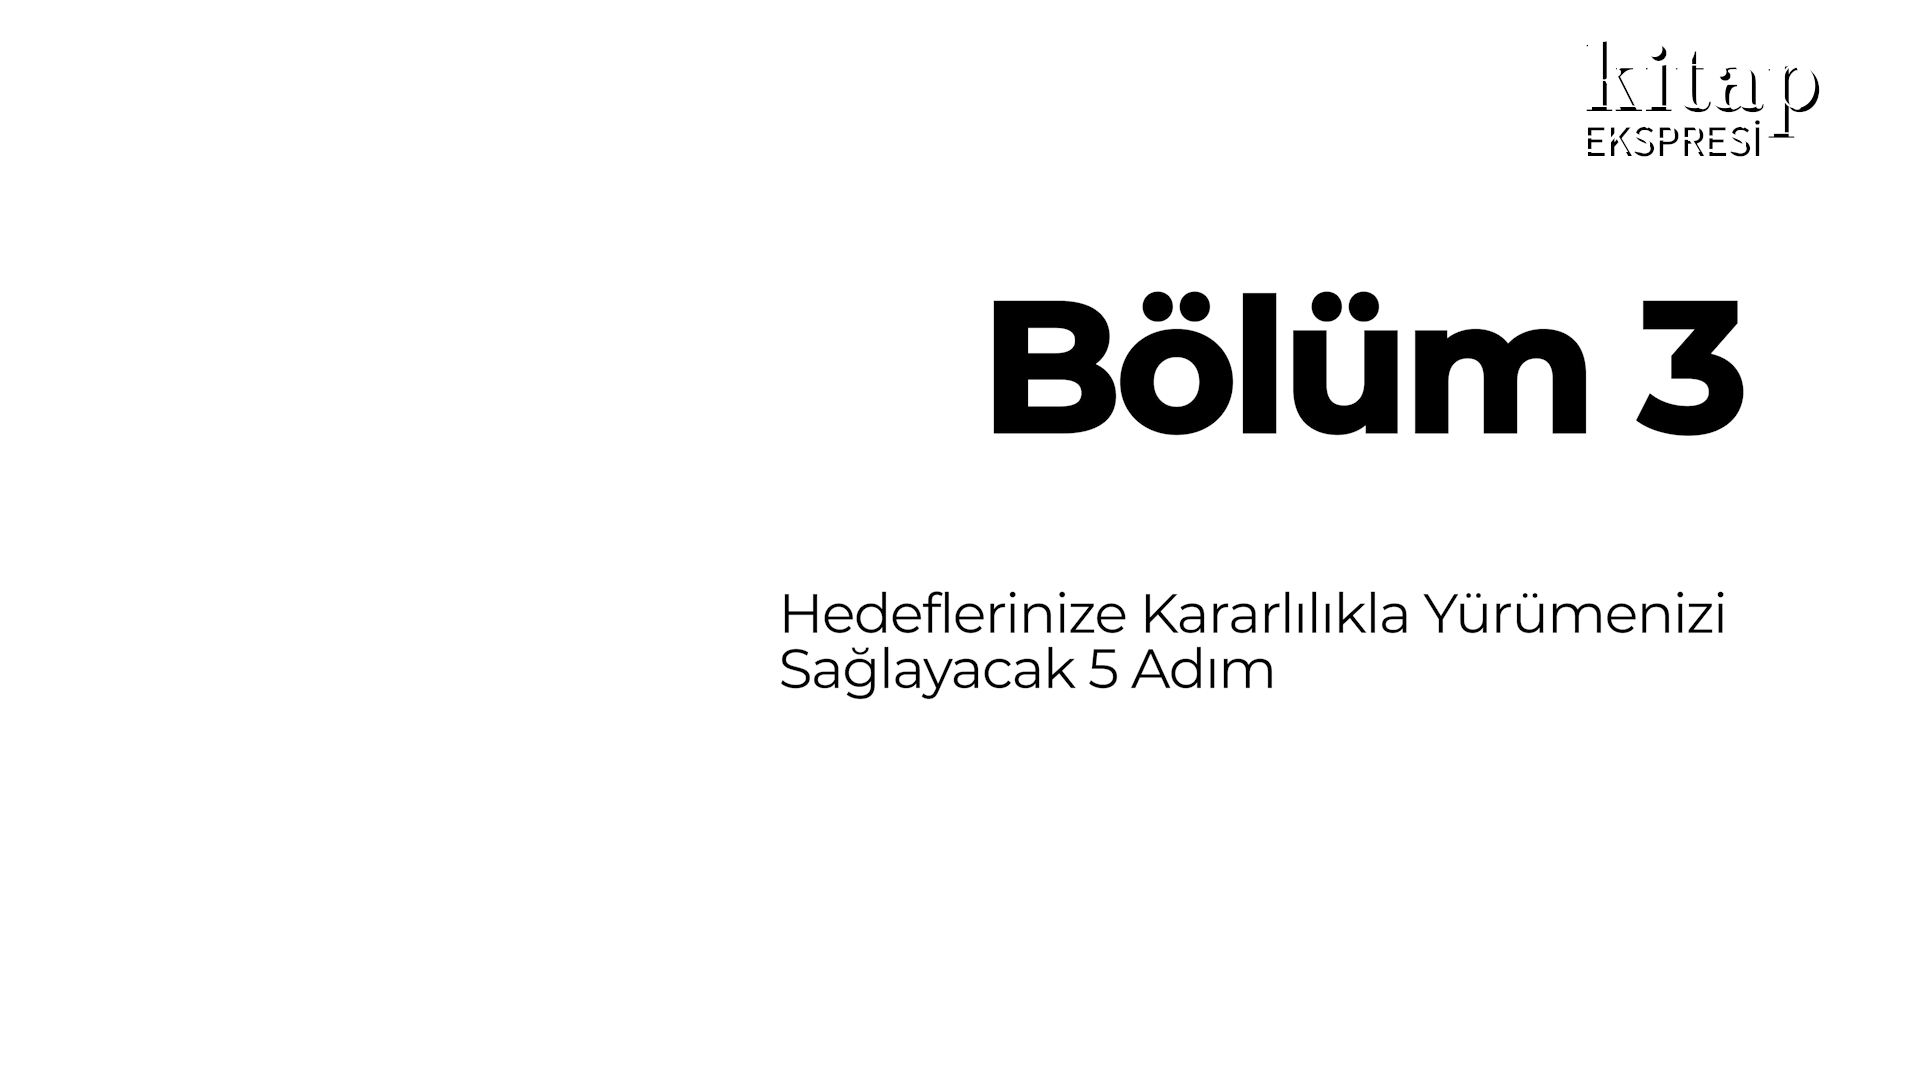 kitap
EKSPRESİ
Bölüm 3
Hedeflerinize Kararlılıkla Yürümenizi
Sağlayacak 5 Adım